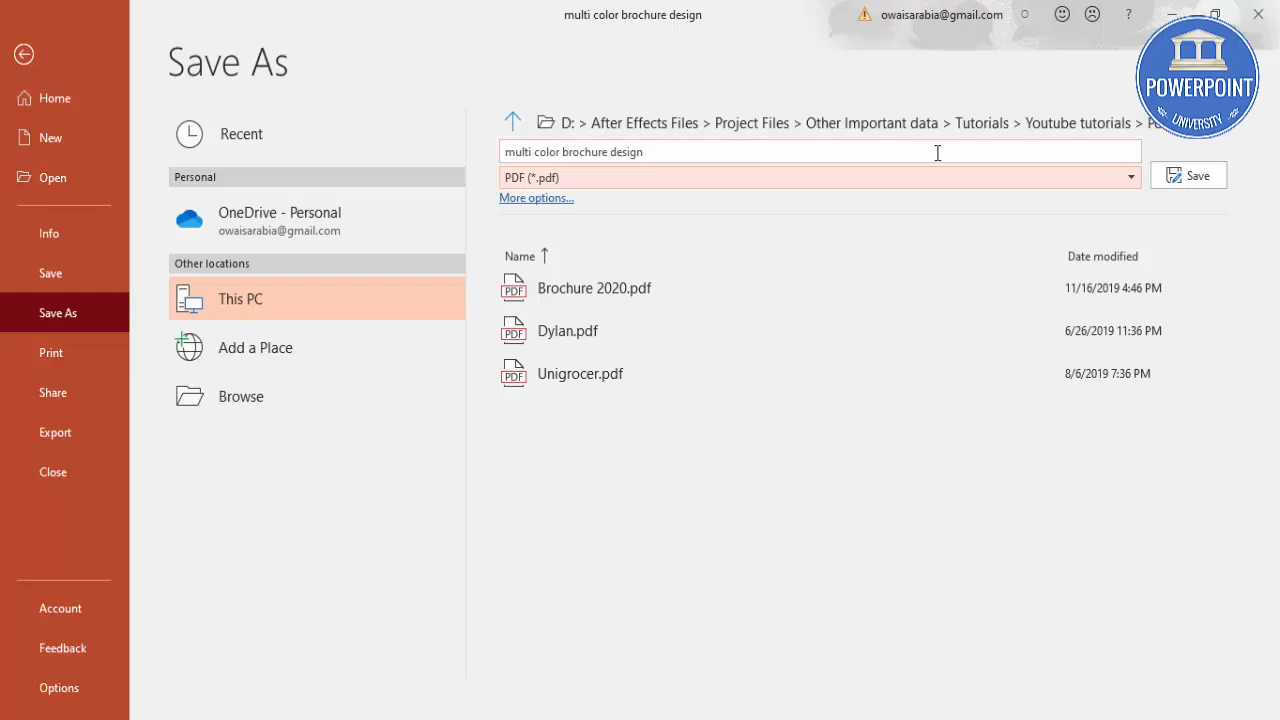 multi color brochure design
owaisarabia@gmail.com
?
POWERPOINT
UNIVERSITY
Home
New
Open
Info
Save
Save As
Print
Share
Export
Close
Account
Feedback
Options
Save As
Recent
Personal
OneDrive - Personal
owaisarabia@gmail.com
Other locations
This PC
Add a Place
Browse
D: > After Effects Files > Project Files > Other Important data > Tutorials > Youtube tutorials >
multi color brochure design
PDF (*.pdf)
Save
More options...
Name Date modified
PDF Brochure 2020.pdf 11/16/2019 4:46 PM
PDF Dylan.pdf 6/26/2019 11:36 PM
PDF Unigrocer.pdf 8/6/2019 7:36 PM